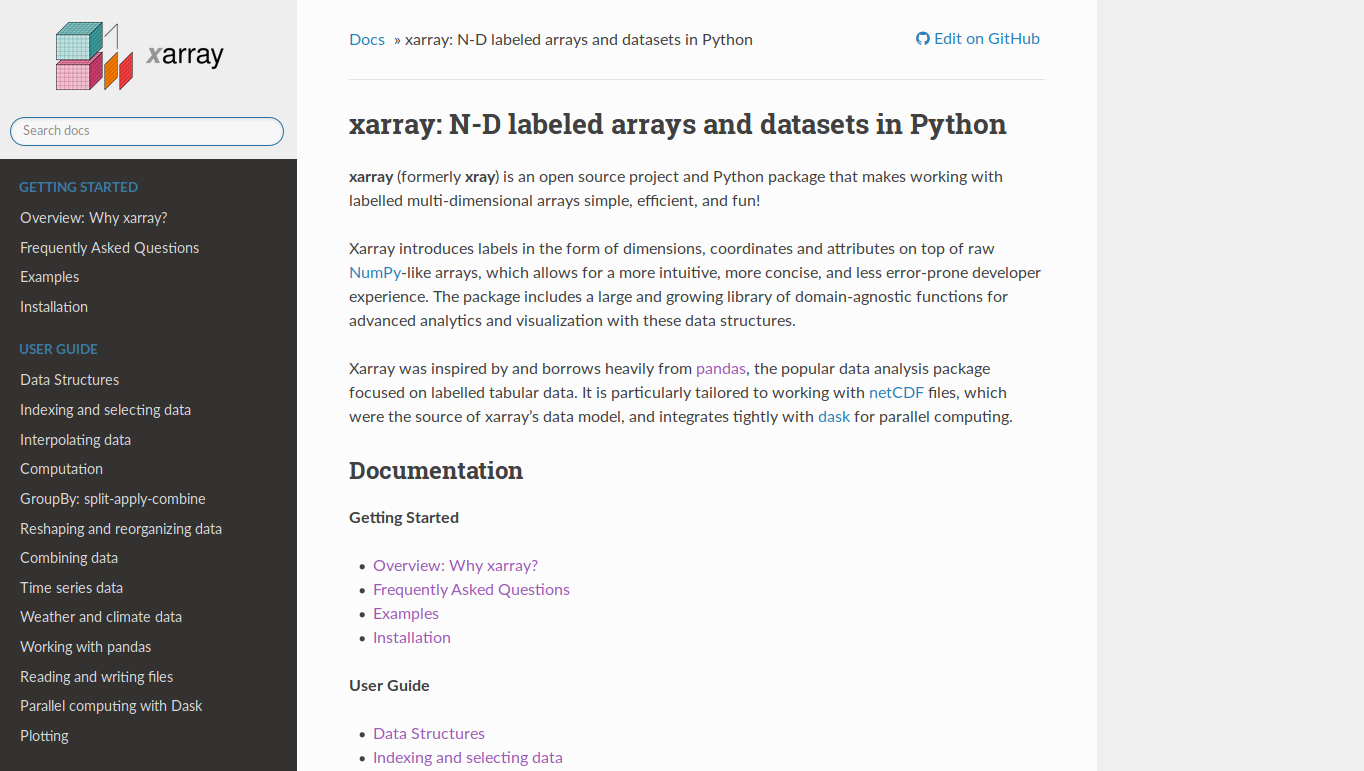 xarray
Search docs
GETTING STARTED
Overview: Why xarray?
Frequently Asked Questions
Examples
Installation
USER GUIDE
Data Structures
Indexing and selecting data
Interpolating data
Computation
GroupBy: split-apply-combine
Reshaping and reorganizing data
Combining data
Time series data
Weather and climate data
Working with pandas
Reading and writing files
Parallel computing with Dask
Plotting
Docs » xarray: N-D labeled arrays and datasets in Python
Edit on GitHub
xarray: N-D labeled arrays and datasets in Python
xarray (formerly xray) is an open source project and Python package that makes working with
labelled multi-dimensional arrays simple, efficient, and fun!
Xarray introduces labels in the form of dimensions, coordinates and attributes on top of raw
NumPy-like arrays, which allows for a more intuitive, more concise, and less error-prone developer
experience. The package includes a large and growing library of domain-agnostic functions for
advanced analytics and visualization with these data structures.
Xarray was inspired by and borrows heavily from pandas, the popular data analysis package
focused on labelled tabular data. It is particularly tailored to working with netCDF files, which
were the source of xarray’s data model, and integrates tightly with dask for parallel computing.
Documentation
Getting Started
• Overview: Why xarray?
• Frequently Asked Questions
• Examples
• Installation
User Guide
• Data Structures
• Indexing and selecting data